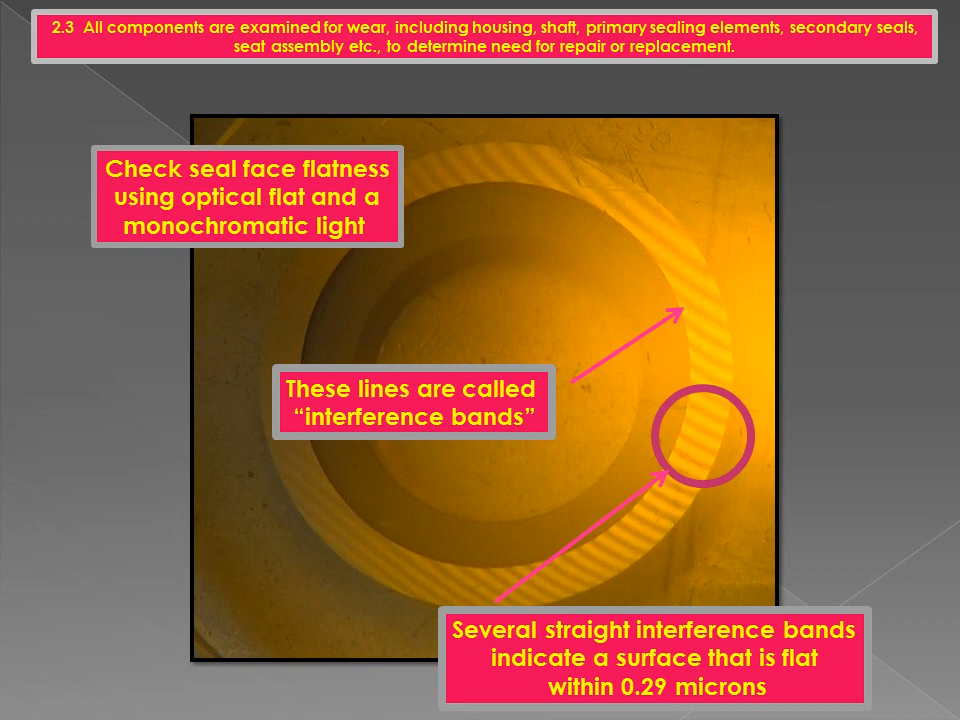 2.3 All components are examined for wear, including housing, shaft, primary sealing elements, secondary seals,
seat assembly etc., to determine need for repair or replacement.
Check seal face flatness
using optical flat and a
monochromatic light
These lines are called
“interference bands”
Several straight interference bands
indicate a surface that is flat
within 0.29 microns